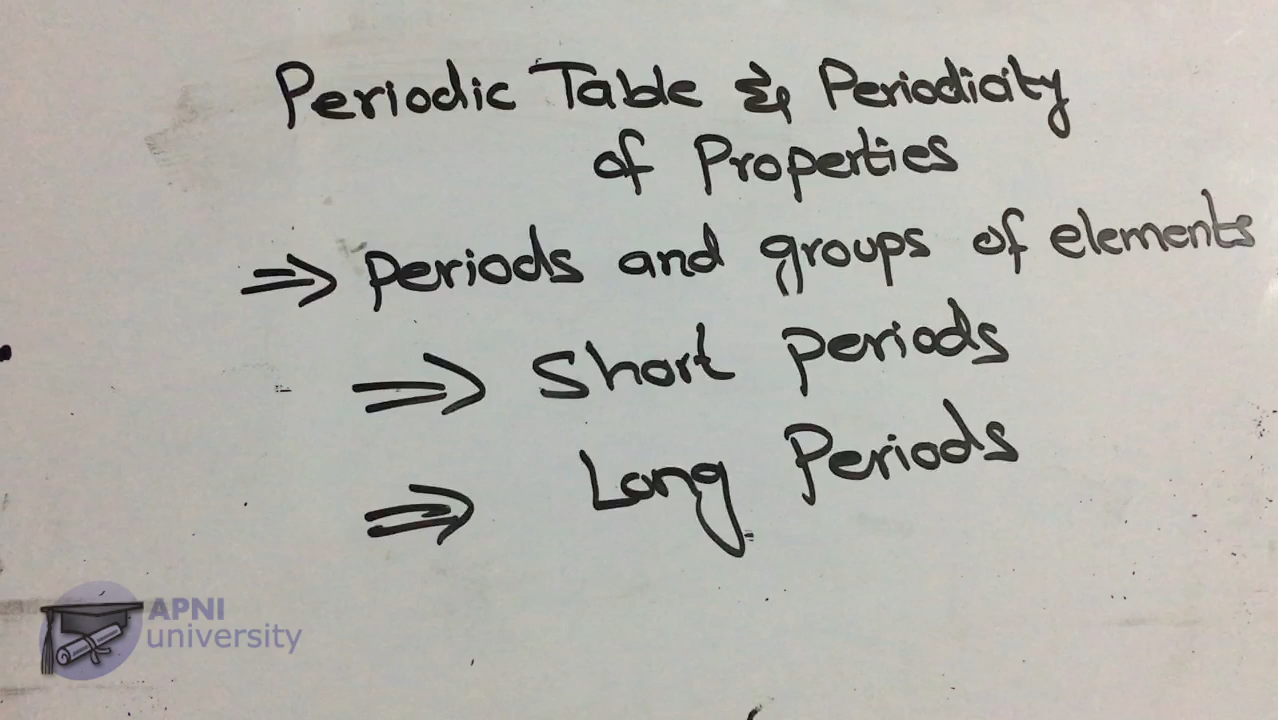 Periodic Table & Periodicity
of Properties
⇒ Periods and groups of elements
⇒ Short periods
⇒ Long Periods
APNI
university